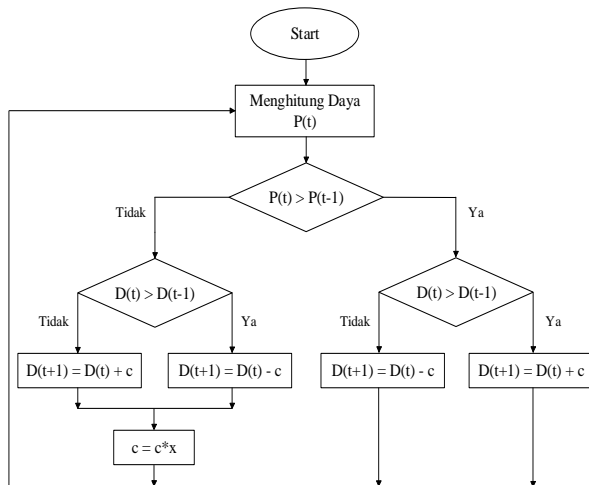 Start
Menghitung Daya
P(t)
P(t) > P(t-1)
Tidak
Ya
D(t) > D(t-1)
D(t) > D(t-1)
Tidak
Ya
Tidak
Ya
D(t+1) = D(t) + c
D(t+1) = D(t) - c
D(t+1) = D(t) - c
D(t+1) = D(t) + c
c = c*x